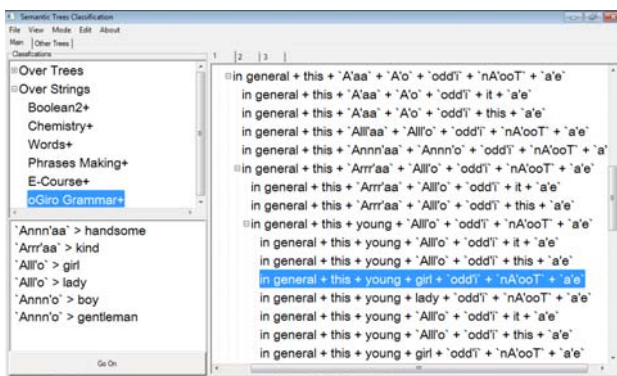 Semantic Trees Classification
File View Mode Edit About
Main Other Trees
Classifications
Over Trees
Over Strings
Boolean2+
Chemistry+
Words+
Phrases Making+
E-Course+
oGiro Grammar+
`Annn'aa` > handsome
`Arrr'aa` > kind
`Alll'o` > girl
`Alll'o` > lady
`Annn'o` > boy
`Annn'o` > gentleman
Go On
1 2 3
in general + this + `A'aa` + `A'o` + `odd'i` + `nA'ooT` + `a'e`
in general + this + `A'aa` + `A'o` + `odd'i` + it + `a'e`
in general + this + `A'aa` + `A'o` + `odd'i` + this + `a'e`
in general + this + `Alll'aa` + `Alll'o` + `odd'i` + `nA'ooT` + `a'e`
in general + this + `Annn'aa` + `Annn'o` + `odd'i` + `nA'ooT` + `a'
in general + this + `Arrr'aa` + `Alll'o` + `odd'i` + `nA'ooT` + `a'e`
in general + this + `Arrr'aa` + `All'o` + `odd'i` + it + `a'e`
in general + this + `Arrr'aa` + `All'o` + `odd'i` + this + `a'e`
in general + this + young + `Alll'o` + `odd'i` + `nA'ooT` + `a'e`
in general + this + young + `Alll'o` + `odd'i` + it + `a'e`
in general + this + young + `Alll'o` + `odd'i` + this + `a'e`
in general + this + young + girl + `odd'i` + `nA'ooT` + `a'e`
in general + this + young + lady + `odd'i` + `nA'ooT` + `a'e`
in general + this + young + `Alll'o` + `odd'i` + it + `a'e`
in general + this + young + `Alll'o` + `odd'i` + this + `a'e`
in general + this + young + girl + `odd'i` + `nA'ooT` + `a'e`